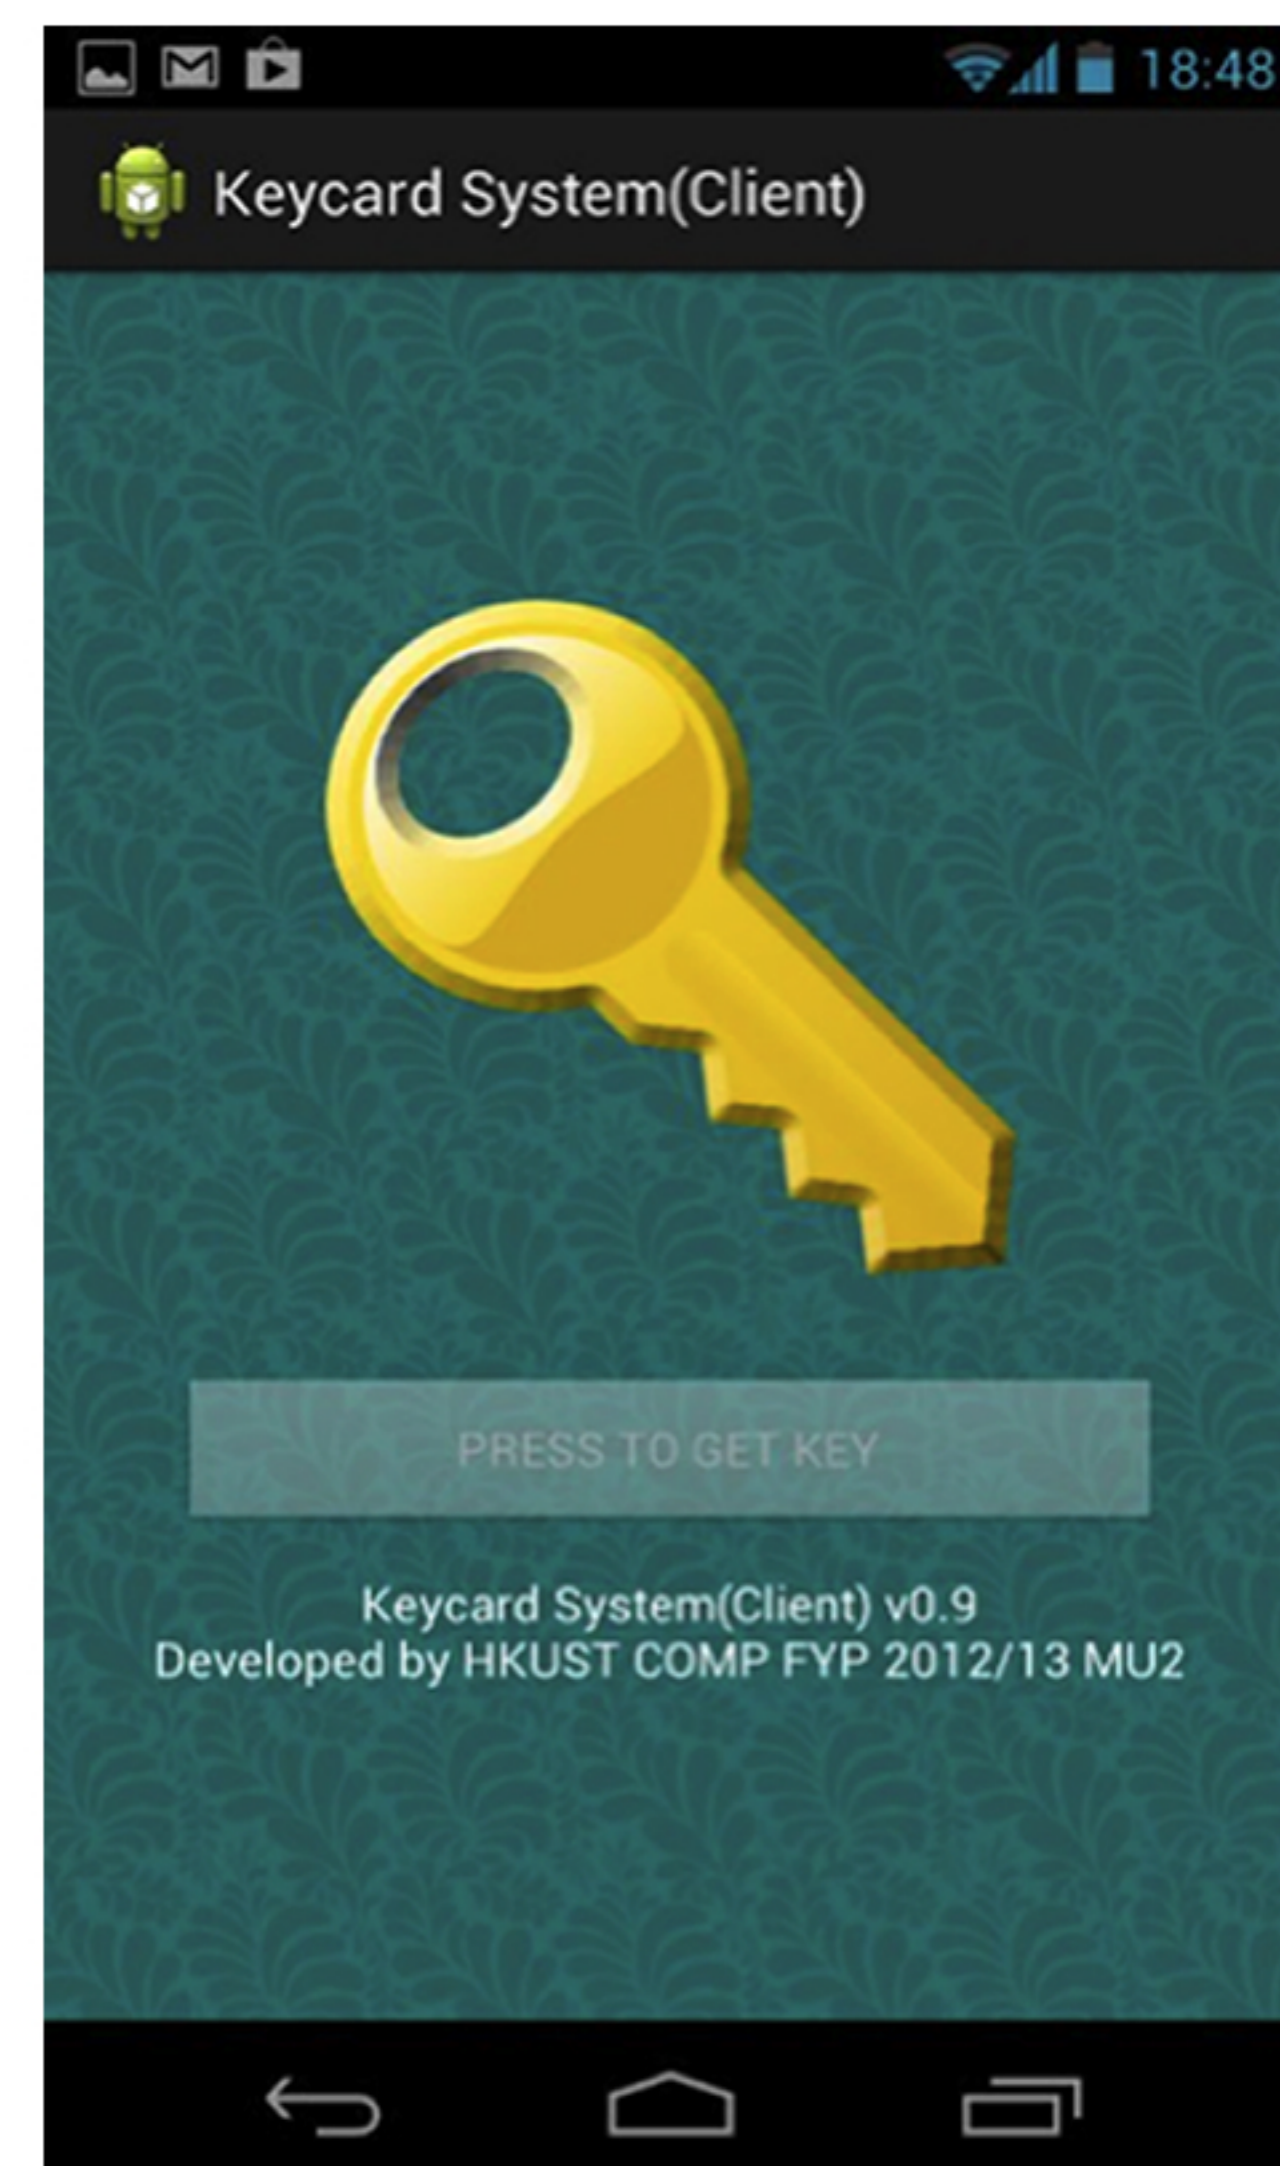 18:48
Keycard System(Client)
PRESS TO GET KEY
Keycard System(Client) v0.9
Developed by HKUST COMP FYP 2012/13 MU2